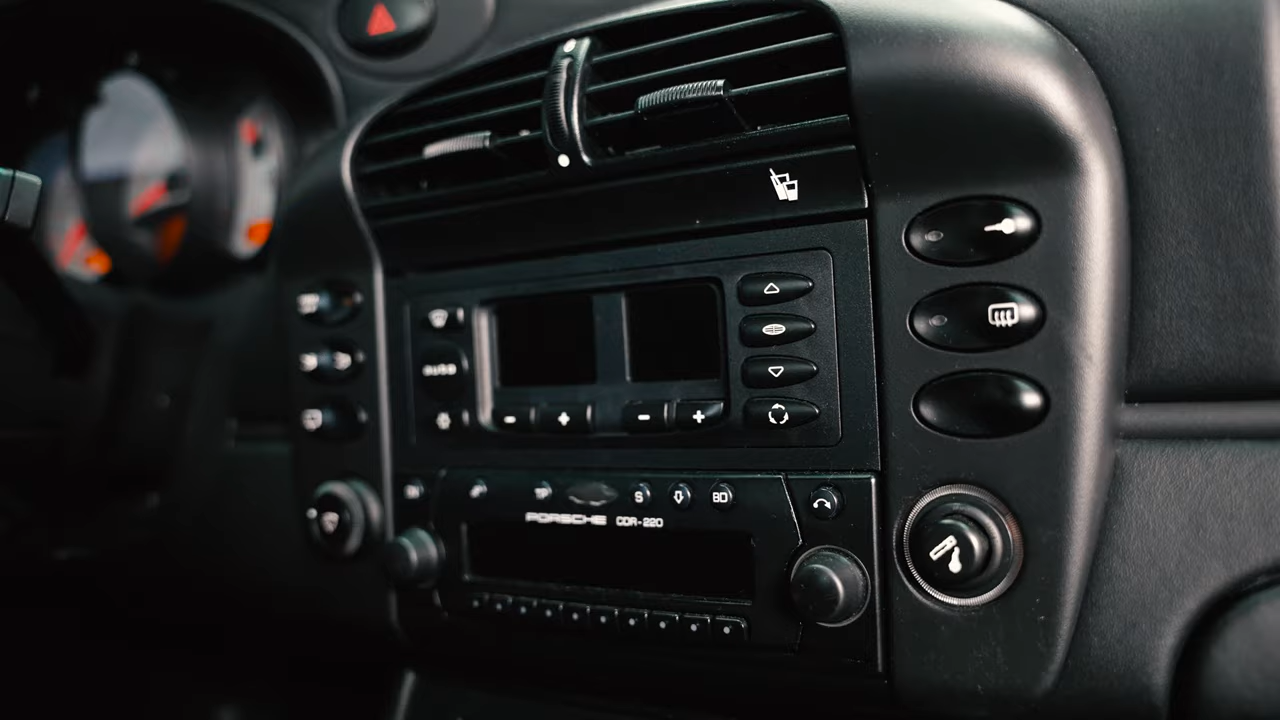 AUTO
- + - +
S BD
PORSCHE CDR-220